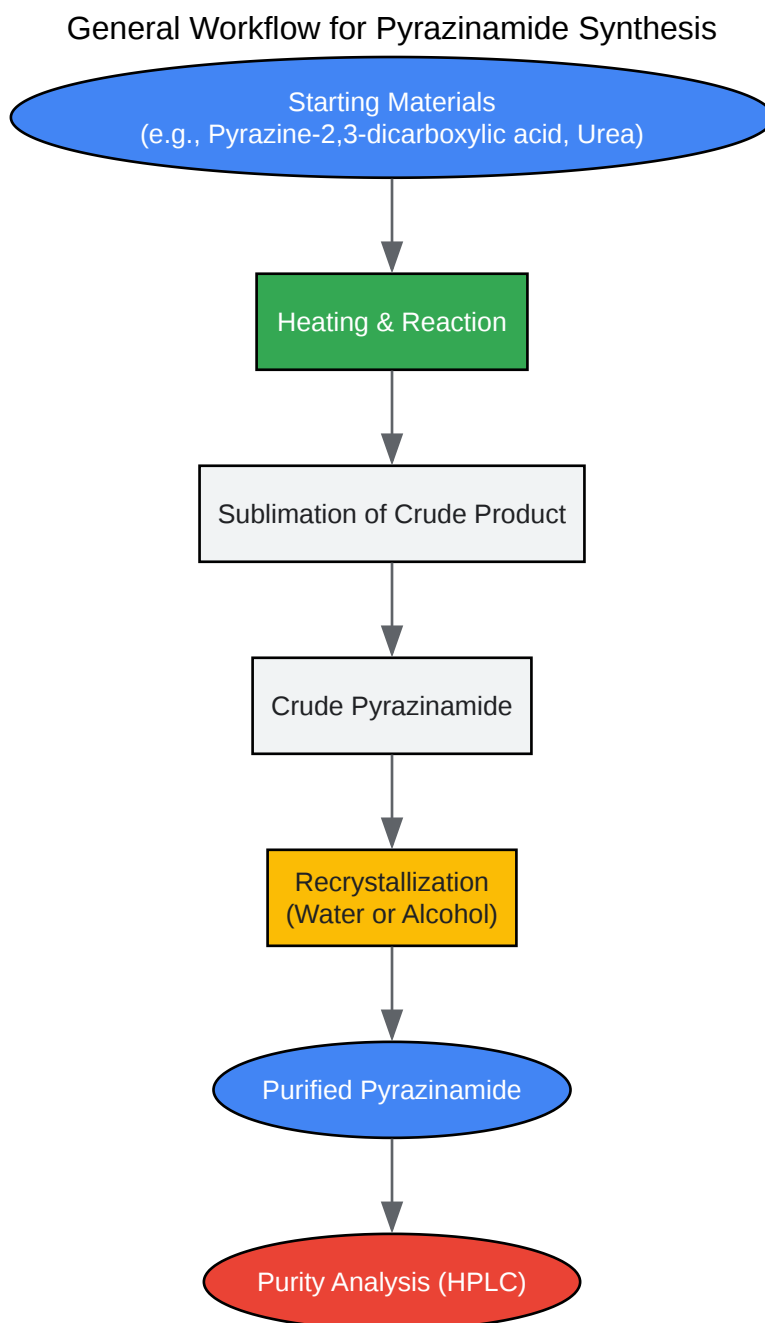 General Workflow for Pyrazinamide Synthesis
Starting Materials
(e.g., Pyrazine-2,3-dicarboxylic acid, Urea)
Heating & Reaction
Sublimation of Crude Product
Crude Pyrazinamide
Recrystallization
(Water or Alcohol)
Purified Pyrazinamide
Purity Analysis (HPLC)